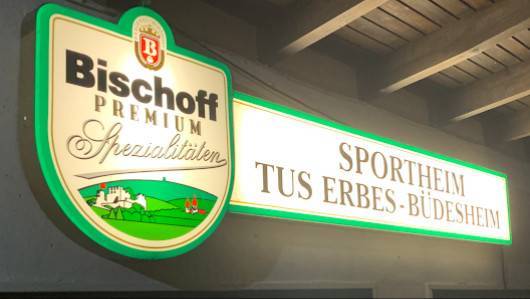 B
Bischoff
PREMIUM
Spezialitäten
SPORTHEIM
TUS ERBES-BÜDESHEIM